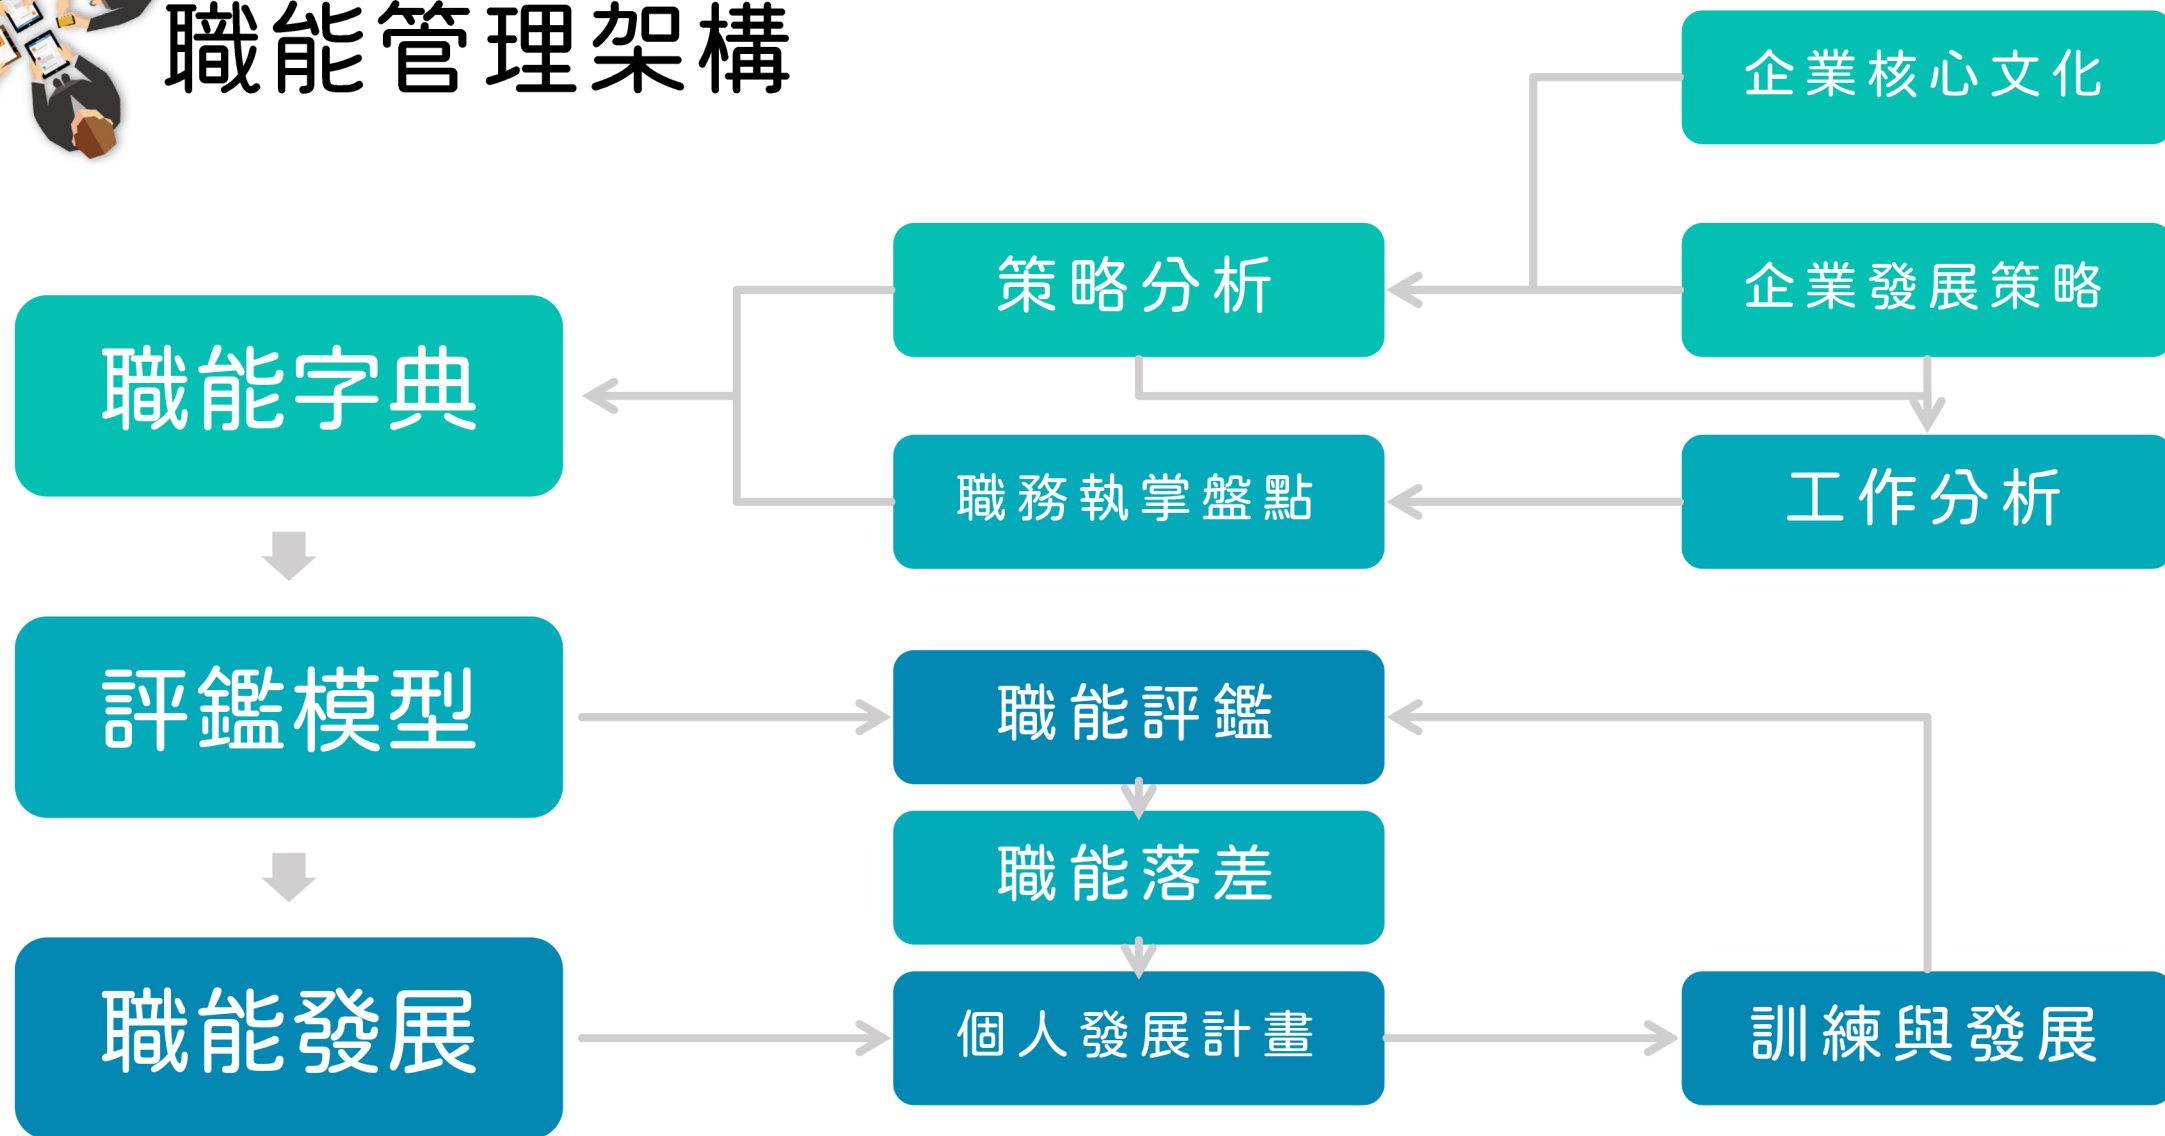 職能管理架構
企業核心文化
策略分析
企業發展策略
職能字典
職務執掌盤點
工作分析
評鑑模型
職能評鑑
職能落差
職能發展
個人發展計畫
訓練與發展